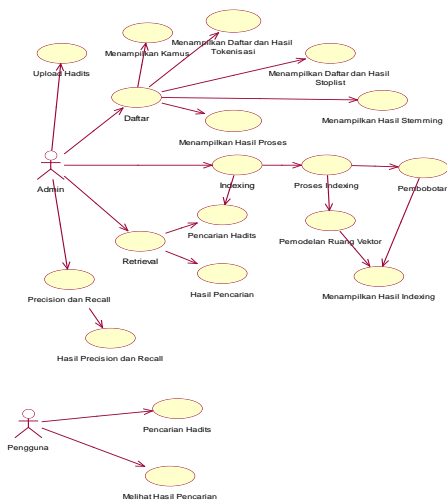 Menampilkan Kamus
Menampilkan Daftar dan Hasil
Tokenisasi
Upload Hadits
Menampilkan Daftar dan Hasil
Stoplist
Daftar
Menampilkan Hasil Stemming
Menampilkan Hasil Proses
Admin
Indexing
Proses Indexing
Pembobotan
Pencarian Hadits
Pemodelan Ruang Vektor
Retrieval
Hasil Pencarian
Menampilkan Hasil Indexing
Precision dan Recall
Hasil Precision dan Recall
Pencarian Hadits
Pengguna
Melihat Hasil Pencarian